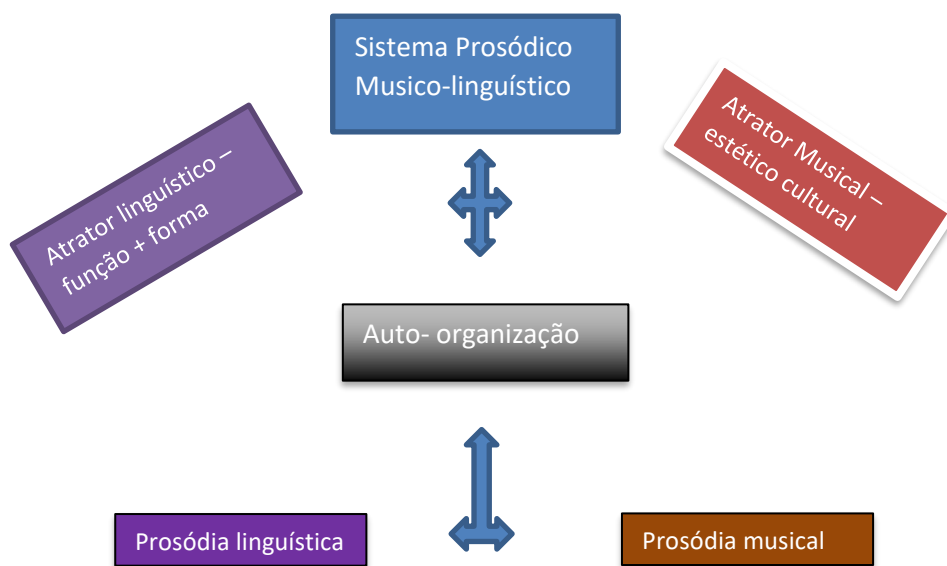 Sistema Prosódico
Musico-linguístico
Atrator linguístico –
função + forma
Atrator Musical –
estético cultural
Auto- organização
Prosódia linguística
Prosódia musical